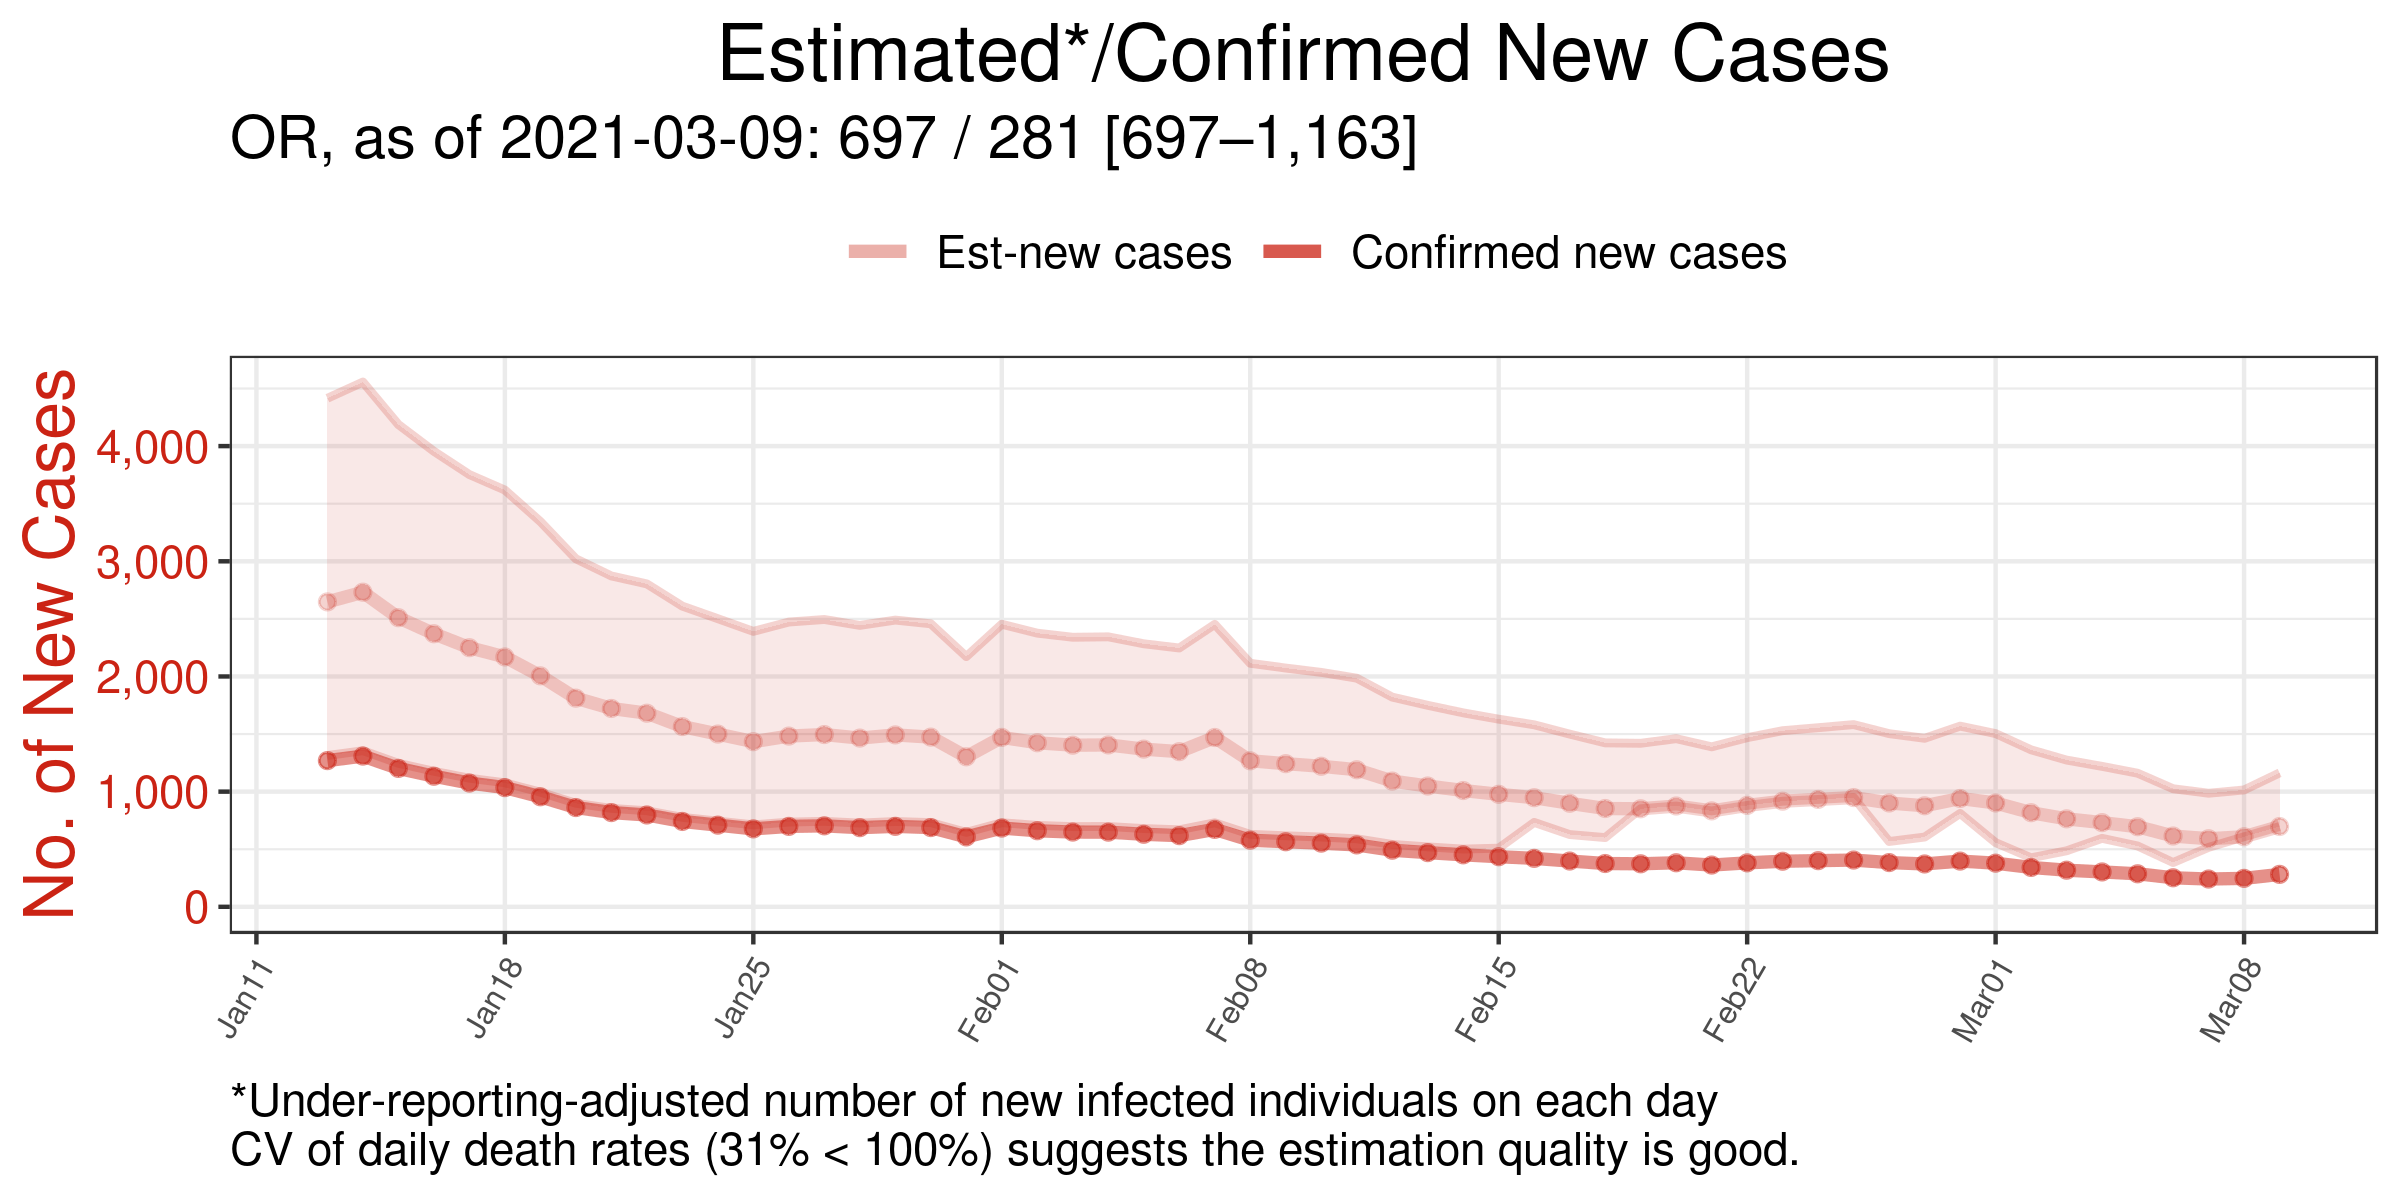 Estimated*/Confirmed New Cases
OR, as of 2021-03-09: 697 / 281 [697–1,163]
Est-new cases Confirmed new cases
No. of New Cases
4,000
3,000
2,000
1,000
0
Jan11 Jan18 Jan25 Feb01 Feb08 Feb15 Feb22 Mar01 Mar08
*Under-reporting-adjusted number of new infected individuals on each day
CV of daily death rates (31% < 100%) suggests the estimation quality is good.